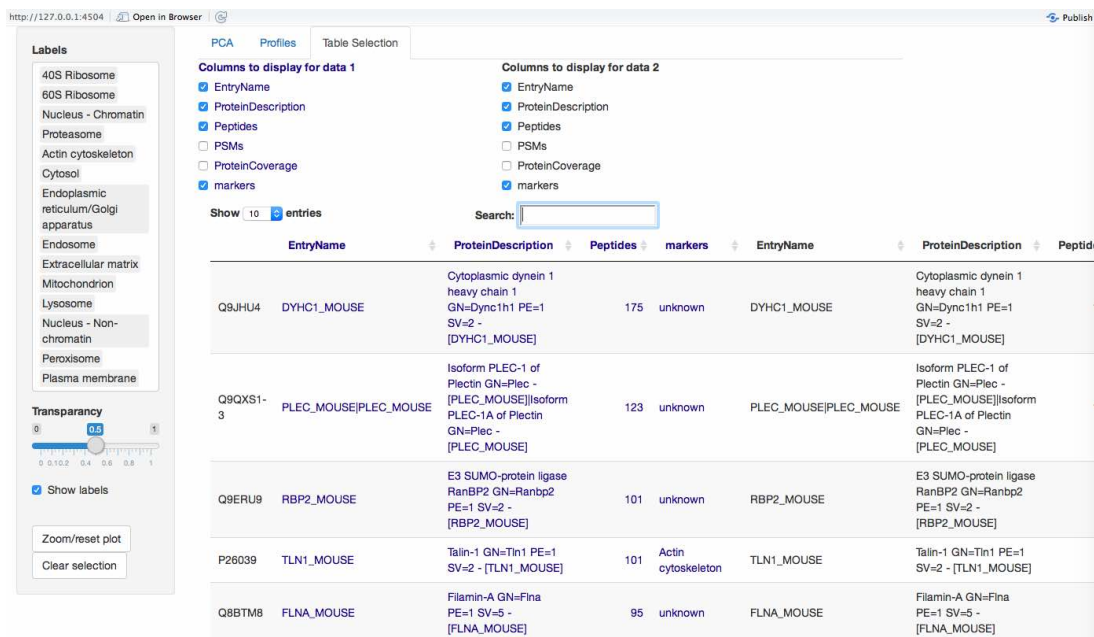 http://127.0.0.1:4504 Open in Browser Publish
Labels
40S Ribosome
60S Ribosome
Nucleus - Chromatin
Proteasome
Actin cytoskeleton
Cytosol
Endoplasmic
reticulum/Golgi
apparatus
Endosome
Extracellular matrix
Mitochondrion
Lysosome
Nucleus - Non-
chromatin
Peroxisome
Plasma membrane
Transparancy
0 0.5 1
0 0.1 0.2 0.4 0.6 0.8 1
Show labels
Zoom/reset plot
Clear selection
PCA Profiles Table Selection
Columns to display for data 1
EntryName
ProteinDescription
Peptides
PSMs
ProteinCoverage
markers
Columns to display for data 2
EntryName
ProteinDescription
Peptides
PSMs
ProteinCoverage
markers
Show 10 entries Search:
EntryName ProteinDescription Peptides markers EntryName ProteinDescription Peptid
Q9JHU4
DYHC1_MOUSE
Cytoplasmic dynein 1
heavy chain 1
GN=Dync1h1 PE=1
SV=2 -
[DYHC1_MOUSE]
175
unknown
DYHC1_MOUSE
Cytoplasmic dynein 1
heavy chain 1
GN=Dync1h1 PE=1
SV=2 -
[DYHC1_MOUSE]
Q9QXS1-
3
PLEC_MOUSE|PLEC_MOUSE
Isoform PLEC-1 of
Plectin GN=Plec -
[PLEC_MOUSE]|Isoform
PLEC-1A of Plectin
GN=Plec -
[PLEC_MOUSE]
123
unknown
PLEC_MOUSE|PLEC_MOUSE
Isoform PLEC-1 of
Plectin GN=Plec -
[PLEC_MOUSE]|Isoform
PLEC-1A of Plectin
GN=Plec -
[PLEC_MOUSE]
Q9ERU9
RBP2_MOUSE
E3 SUMO-protein ligase
RanBP2 GN=Ranbp2
PE=1 SV=2 -
[RBP2_MOUSE]
101
unknown
RBP2_MOUSE
E3 SUMO-protein ligase
RanBP2 GN=Ranbp2
PE=1 SV=2 -
[RBP2_MOUSE]
P26039
TLN1_MOUSE
Talin-1 GN=Tln1 PE=1
SV=2 - [TLN1_MOUSE]
101
Actin
cytoskeleton
TLN1_MOUSE
Talin-1 GN=Tln1 PE=1
SV=2 - [TLN1_MOUSE]
Q8BTM8
FLNA_MOUSE
Filamin-A GN=Flna
PE=1 SV=5 -
[FLNA_MOUSE]
95
unknown
FLNA_MOUSE
Filamin-A GN=Flna
PE=1 SV=5 -
[FLNA_MOUSE]